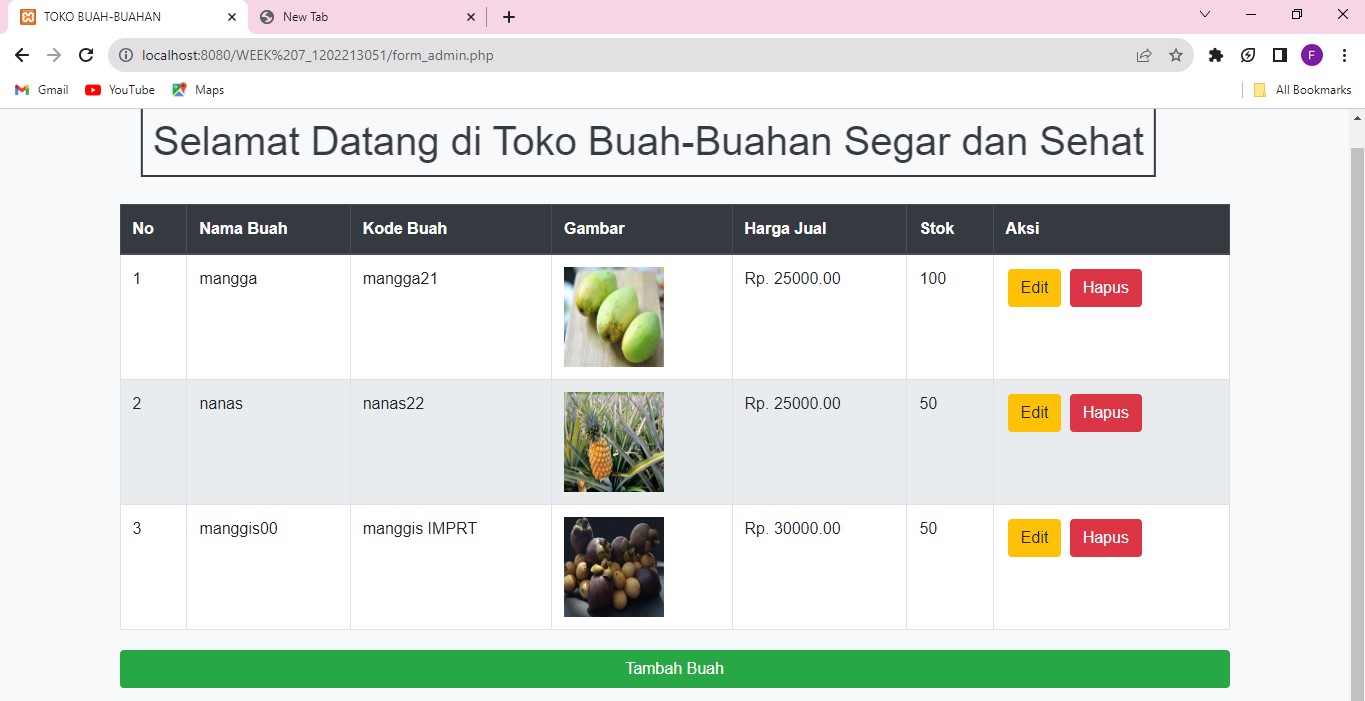 TOKO BUAH-BUAHAN
New Tab
localhost:8080/WEEK%207_1202213051/form_admin.php
F
Gmail YouTube Maps All Bookmarks
Selamat Datang di Toko Buah-Buahan Segar dan Sehat
No Nama Buah Kode Buah Gambar Harga Jual Stok Aksi
1 mangga mangga21 Rp. 25000.00 100 Edit Hapus
2 nanas nanas22 Rp. 25000.00 50 Edit Hapus
3 manggis00 manggis IMPRT Rp. 30000.00 50 Edit Hapus
Tambah Buah